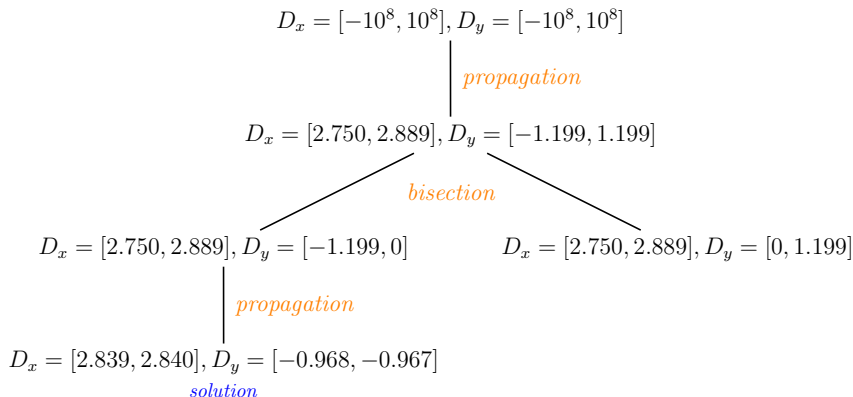 D_x = [−10^8, 10^8], D_y = [−10^8, 10^8]
propagation
D_x = [2.750, 2.889], D_y = [−1.199, 1.199]
bisection
D_x = [2.750, 2.889], D_y = [−1.199, 0]
D_x = [2.750, 2.889], D_y = [0, 1.199]
propagation
D_x = [2.839, 2.840], D_y = [−0.968, −0.967]
solution